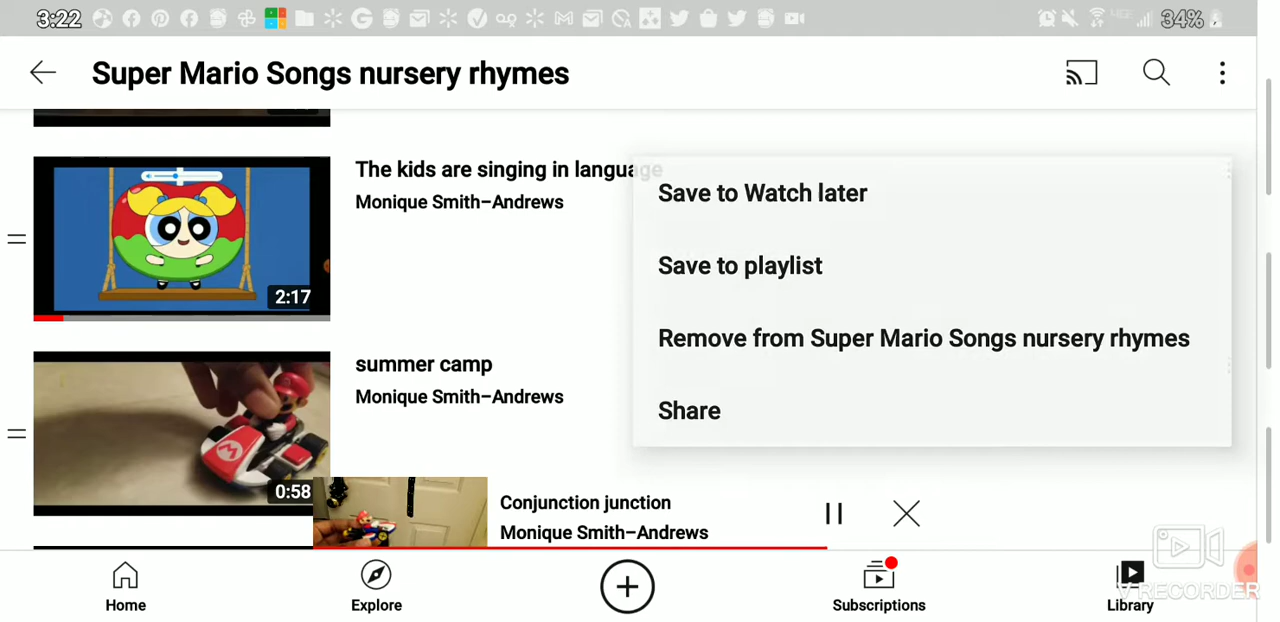 3:22
34%
Super Mario Songs nursery rhymes
The kids are singing in language
Monique Smith–Andrews
2:17
Save to Watch later
Save to playlist
Remove from Super Mario Songs nursery rhymes
Share
summer camp
Monique Smith–Andrews
0:58
Conjunction junction
Monique Smith–Andrews
Home
Explore
Subscriptions
Library
V RECORDER